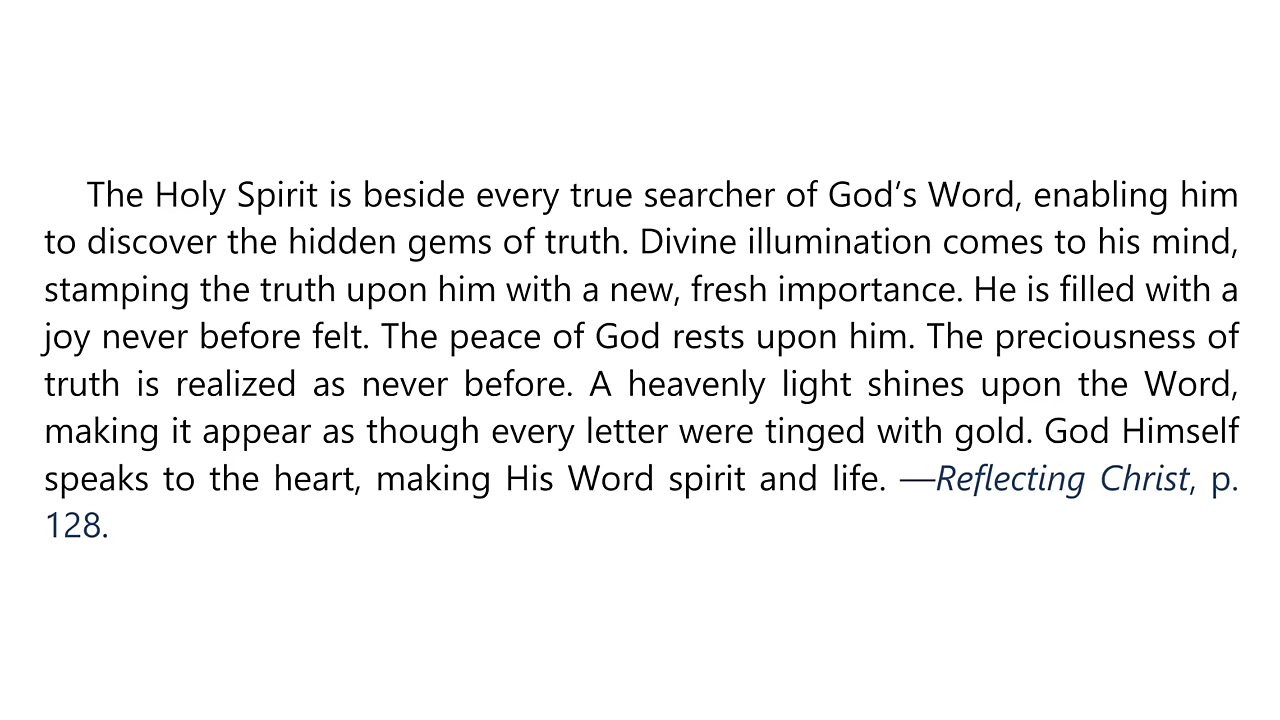 The Holy Spirit is beside every true searcher of God’s Word, enabling him
to discover the hidden gems of truth. Divine illumination comes to his mind,
stamping the truth upon him with a new, fresh importance. He is filled with a
joy never before felt. The peace of God rests upon him. The preciousness of
truth is realized as never before. A heavenly light shines upon the Word,
making it appear as though every letter were tinged with gold. God Himself
speaks to the heart, making His Word spirit and life. —Reflecting Christ, p.
128.